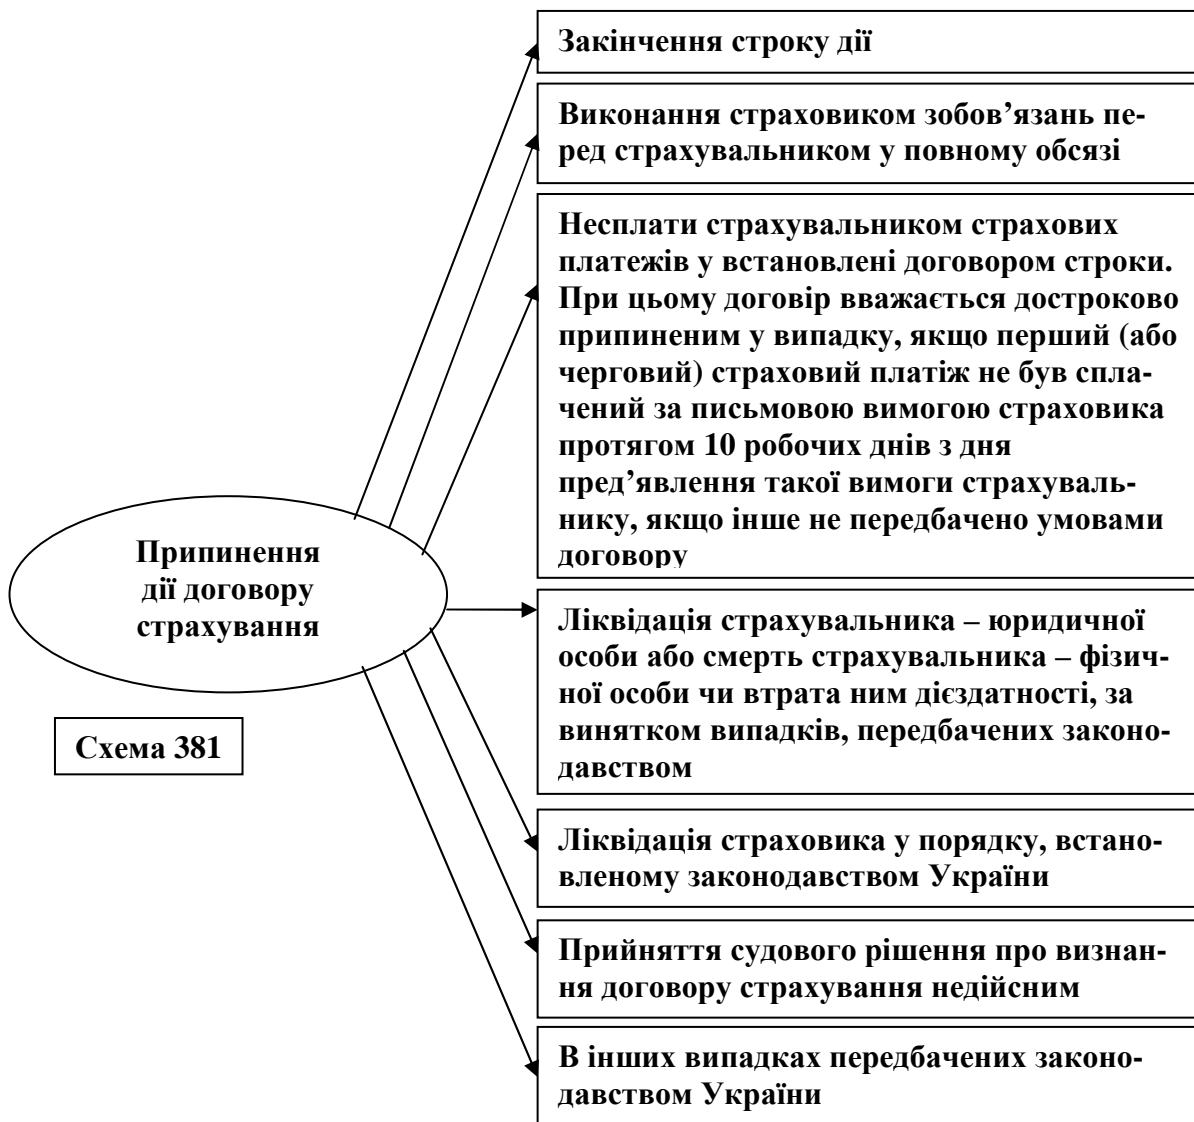 Закінчення строку дії
Виконання страховиком зобов’язань пе-
ред страхувальником у повному обсязі
Несплати страхувальником страхових
платежів у встановлені договором строки.
При цьому договір вважається достроково
припиненим у випадку, якщо перший (або
черговий) страховий платіж не був спла-
чений за письмовою вимогою страховика
протягом 10 робочих днів з дня
пред’явлення такої вимоги страхуваль-
нику, якщо інше не передбачено умовами
договору
Припинення
дії договору
страхування
Ліквідація страхувальника – юридичної
особи або смерть страхувальника – фізич-
ної особи чи втрата ним дієздатності, за
винятком випадків, передбачених законо-
давством
Схема 381
Ліквідація страховика у порядку, встано-
вленому законодавством України
Прийняття судового рішення про визнан-
ня договору страхування недійсним
В інших випадках передбачених законо-
давством України